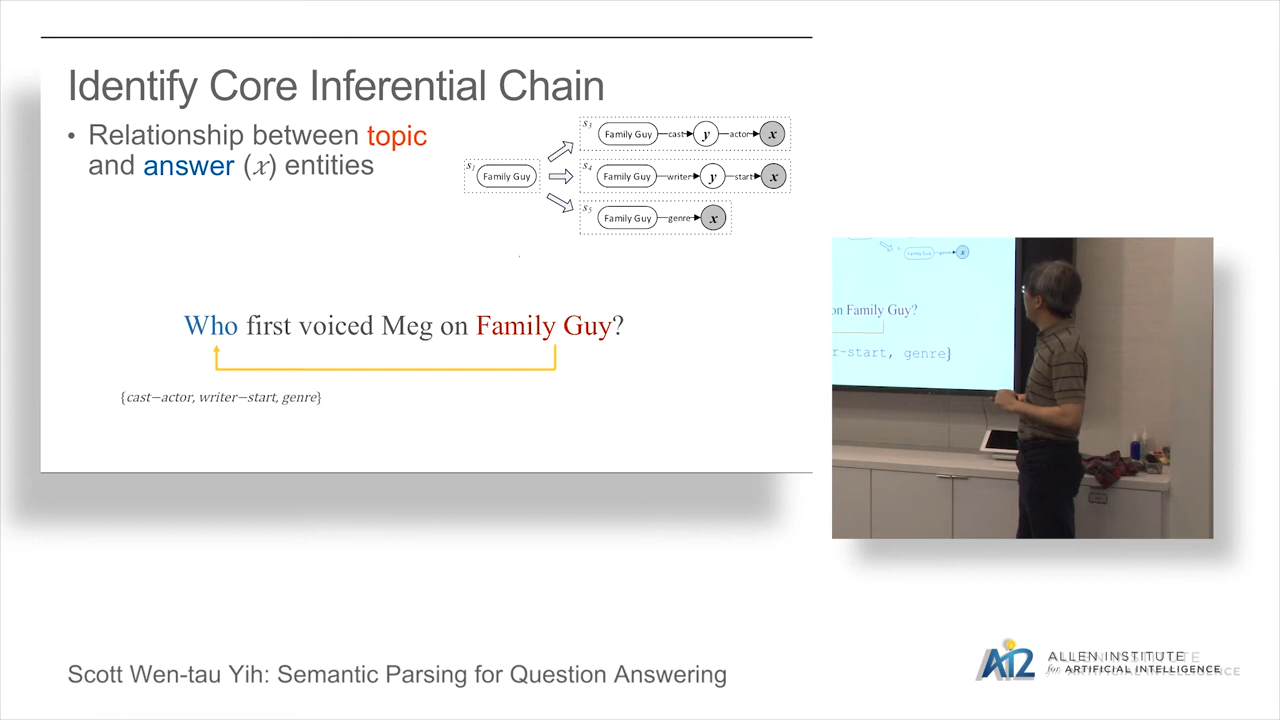 Identify Core Inferential Chain
• Relationship between topic
and answer (x) entities
s1 Family Guy
s3 Family Guy cast y actor x
s4 Family Guy writer y start x
s5 Family Guy genre x
Who first voiced Meg on Family Guy?
{cast−actor, writer−start, genre}
Family Guy genre x
on Family Guy?
r-start, genre}
Scott Wen-tau Yih: Semantic Parsing for Question Answering
AI2 ALLEN INSTITUTE
for ARTIFICIAL INTELLIGENCE